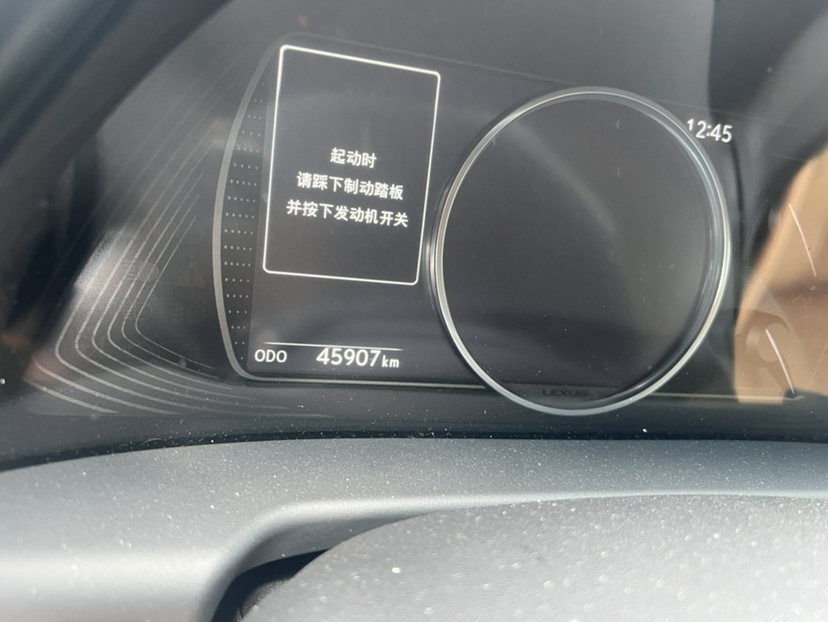 12:45
起动时
请踩下制动踏板
并按下发动机开关
ODO 45907km
LEXUS